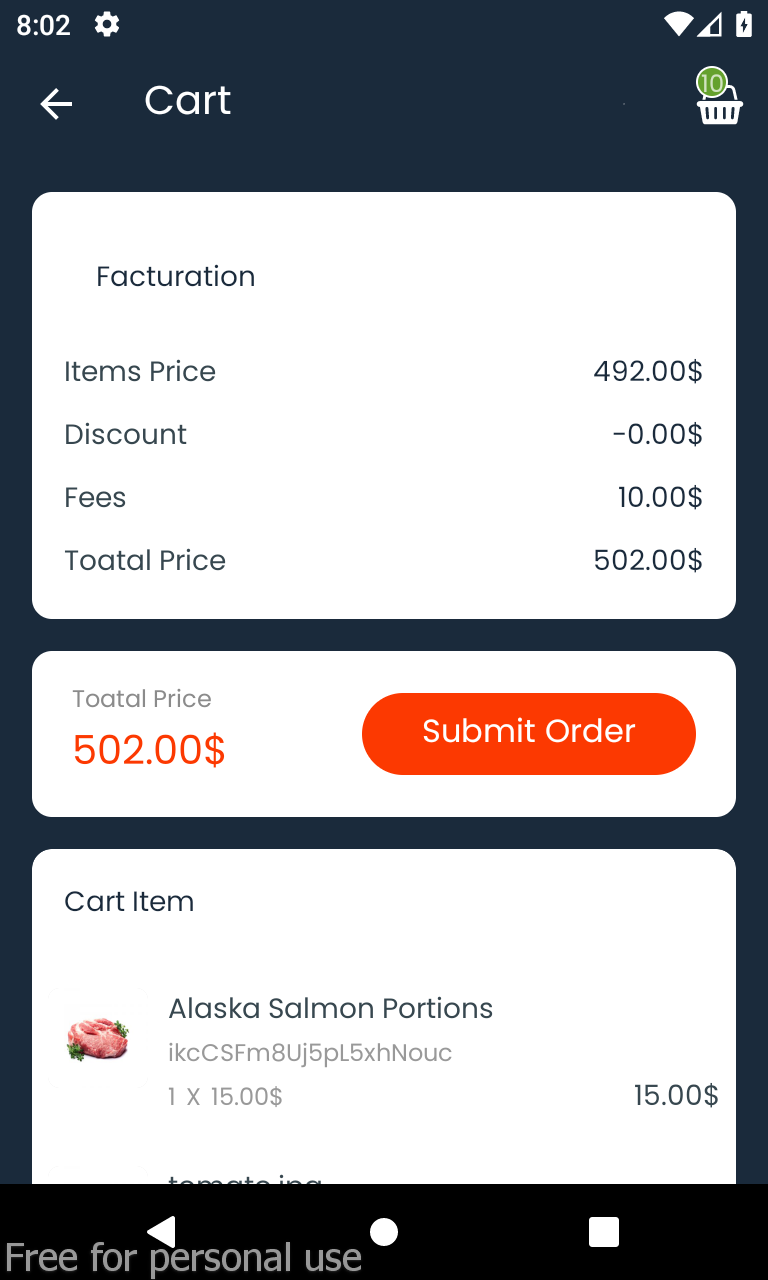 8:02
Cart
10
Facturation
Items Price 492.00$
Discount -0.00$
Fees 10.00$
Toatal Price 502.00$
Toatal Price
502.00$
Submit Order
Cart Item
Alaska Salmon Portions
ikcCSFm8Uj5pL5xhNouc
1 X 15.00$
15.00$
Free for personal use